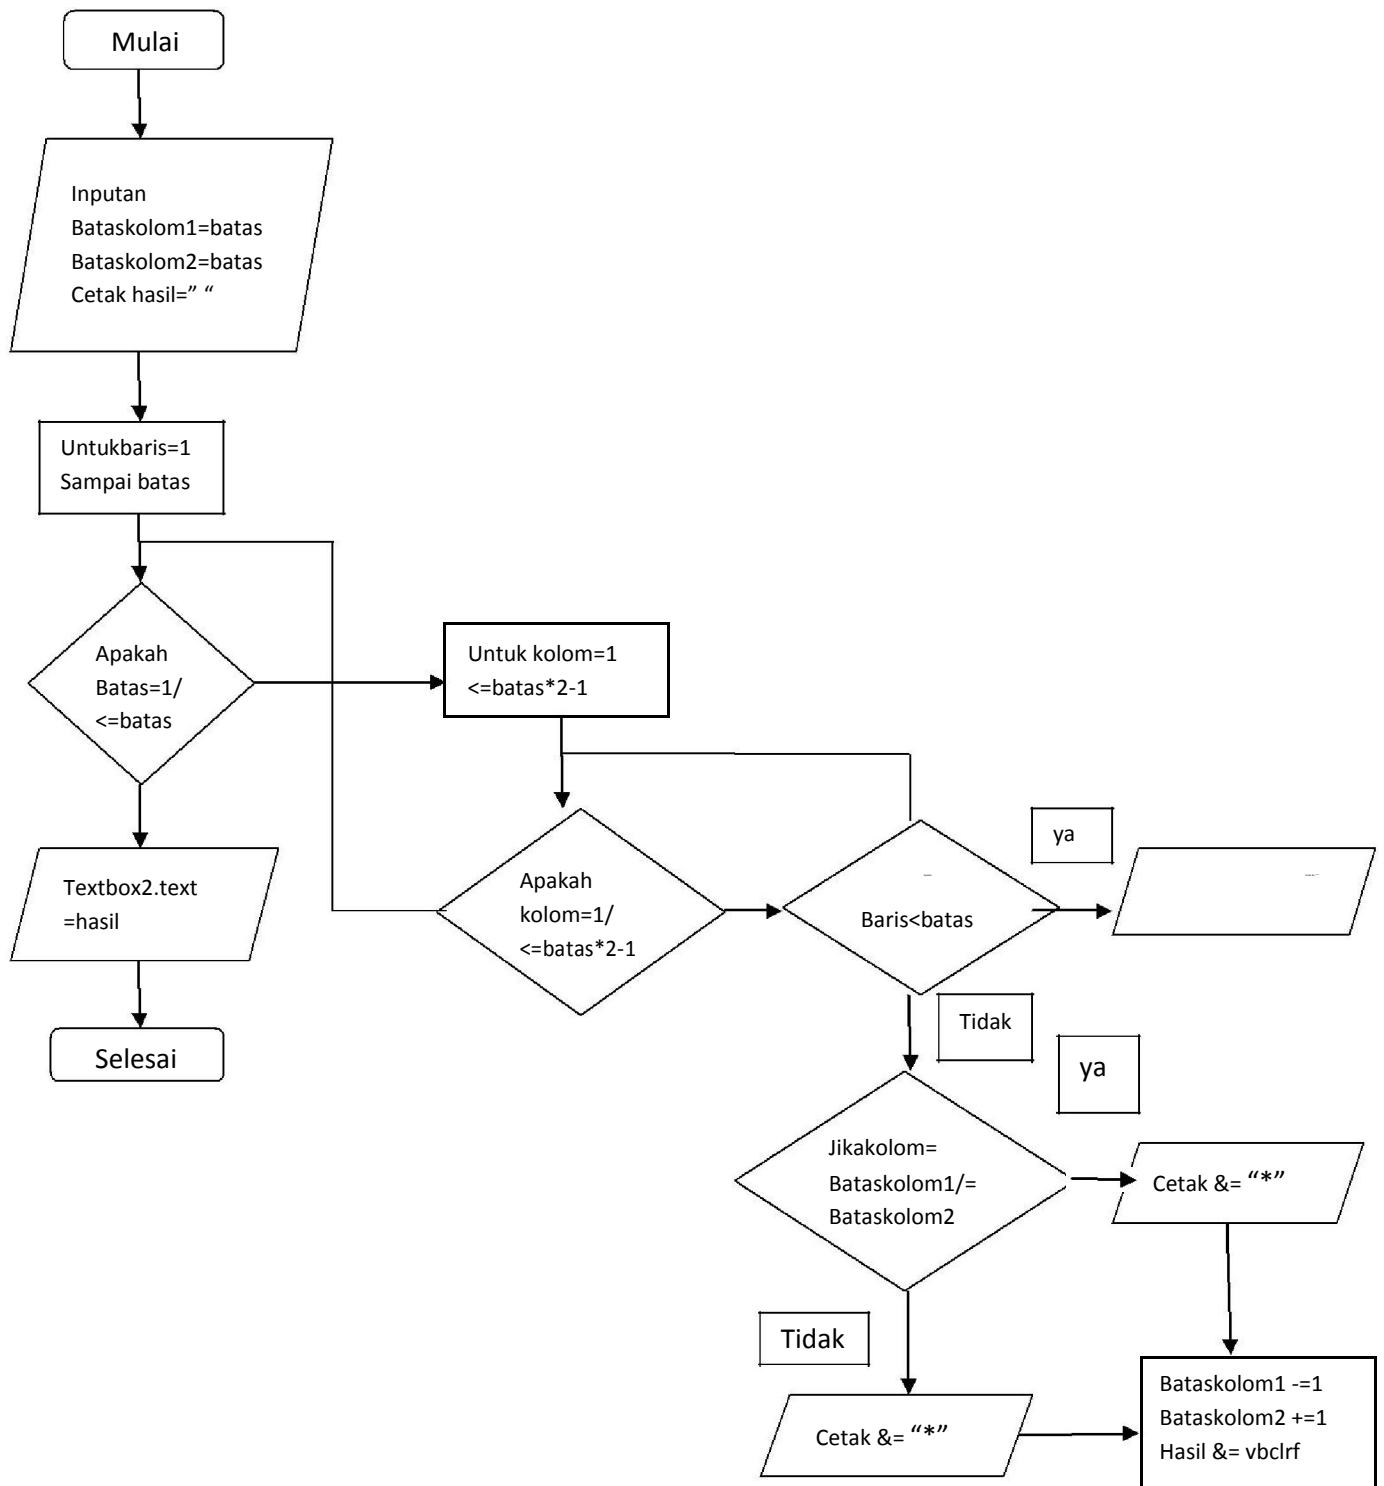 Mulai
Inputan
Bataskolom1=batas
Bataskolom2=batas
Cetak hasil=” “
Untukbaris=1
Sampai batas
Apakah
Batas=1/
<=batas
Untuk kolom=1
<=batas*2-1
Textbox2.text
=hasil
Selesai
Apakah
kolom=1/
<=batas*2-1
Baris<batas
ya
Tidak
ya
Jikakolom=
Bataskolom1/=
Bataskolom2
Cetak &= “*”
Tidak
Cetak &= “*”
Bataskolom1 -=1
Bataskolom2 +=1
Hasil &= vbclrf